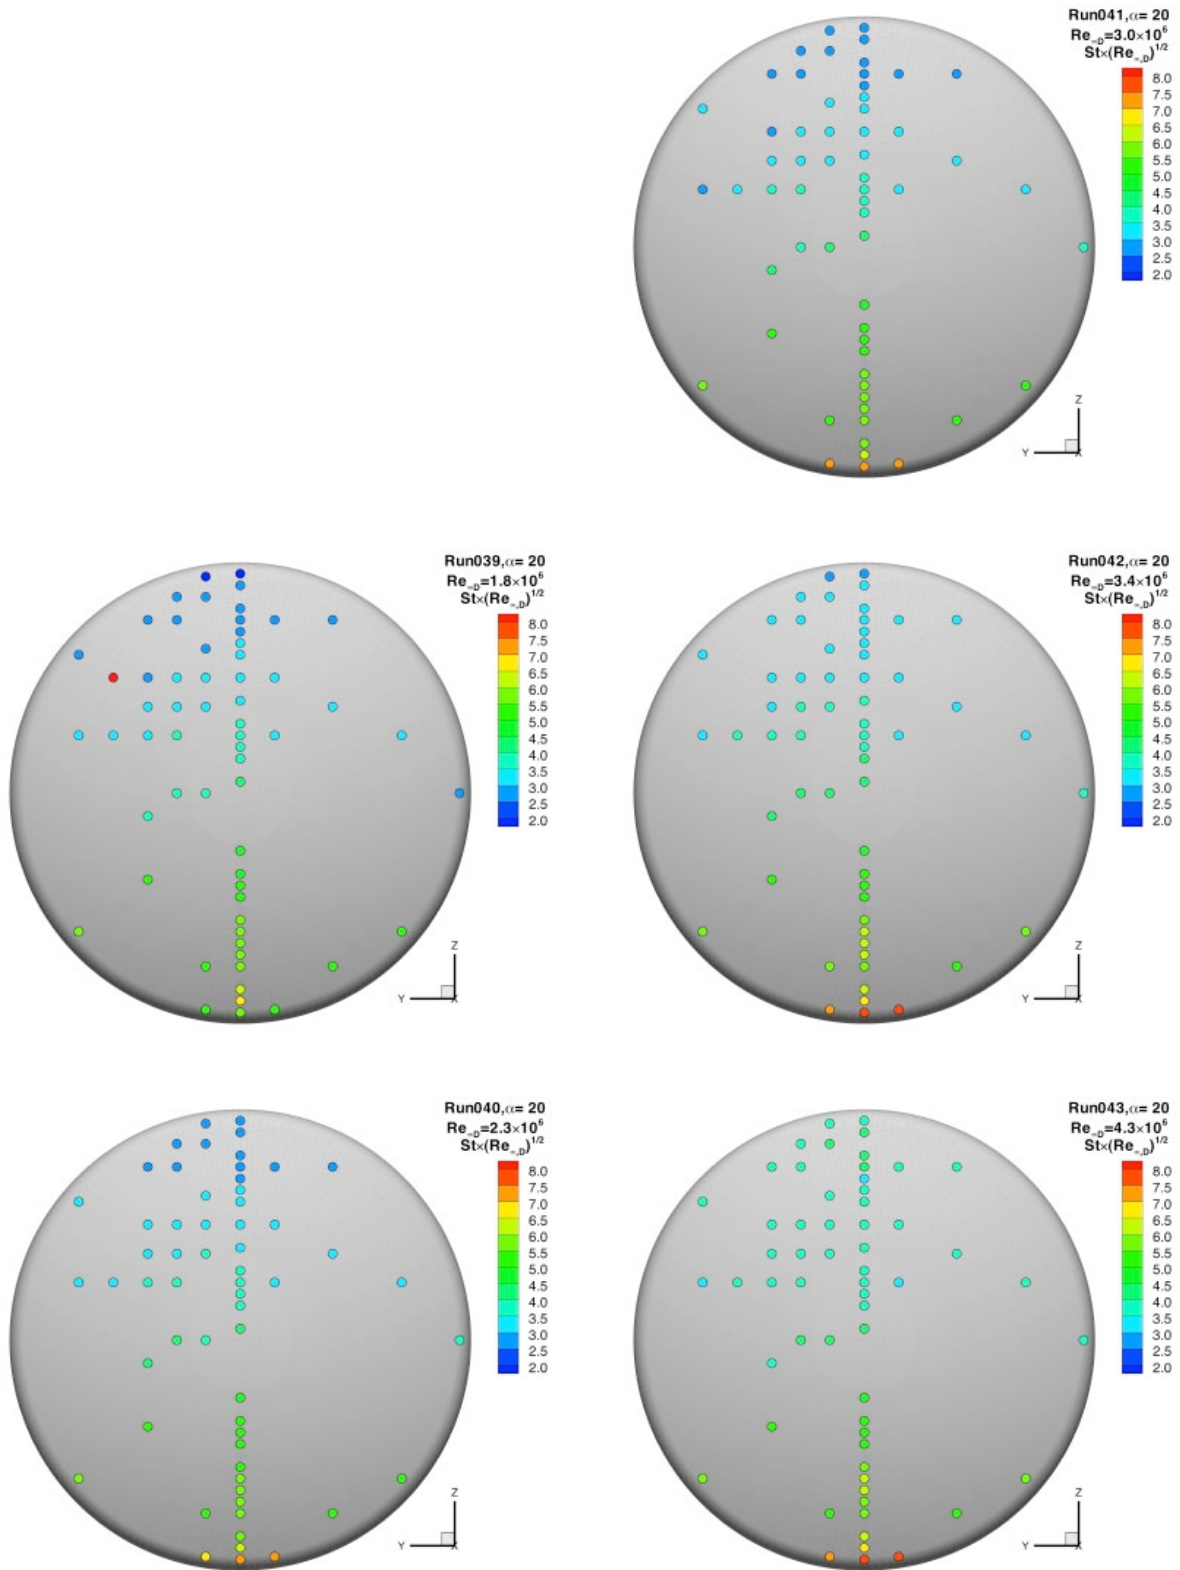 Run041,α= 20
Re∞D=3.0×10⁶
St×(Re∞,D)¹/²
8.0
7.5
7.0
6.5
6.0
5.5
5.0
4.5
4.0
3.5
3.0
2.5
2.0
Z
Y
X
Run039,α= 20
Re∞D=1.8×10⁶
St×(Re∞,D)¹/²
8.0
7.5
7.0
6.5
6.0
5.5
5.0
4.5
4.0
3.5
3.0
2.5
2.0
Z
Y
X
Run042,α= 20
Re∞D=3.4×10⁶
St×(Re∞,D)¹/²
8.0
7.5
7.0
6.5
6.0
5.5
5.0
4.5
4.0
3.5
3.0
2.5
2.0
Z
Y
X
Run040,α= 20
Re∞D=2.3×10⁶
St×(Re∞,D)¹/²
8.0
7.5
7.0
6.5
6.0
5.5
5.0
4.5
4.0
3.5
3.0
2.5
2.0
Z
Y
X
Run043,α= 20
Re∞D=4.3×10⁶
St×(Re∞,D)¹/²
8.0
7.5
7.0
6.5
6.0
5.5
5.0
4.5
4.0
3.5
3.0
2.5
2.0
Z
Y
X